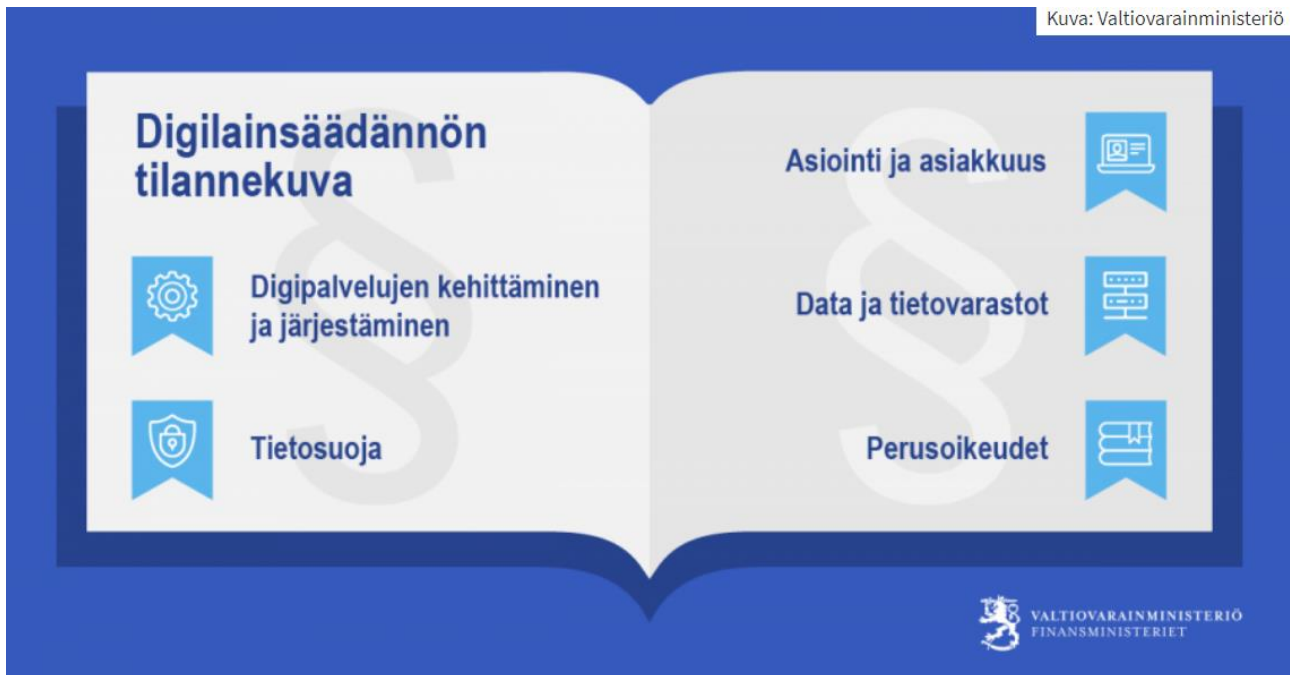 Kuva: Valtiovarainministeriö
Digilainsäädännön
tilannekuva
Digipalvelujen kehittäminen
ja järjestäminen
Tietosuoja
Asiointi ja asiakkuus
Data ja tietovarastot
Perusoikeudet
VALTIOVARAINMINISTERIÖ
FINANSMINISTERIET